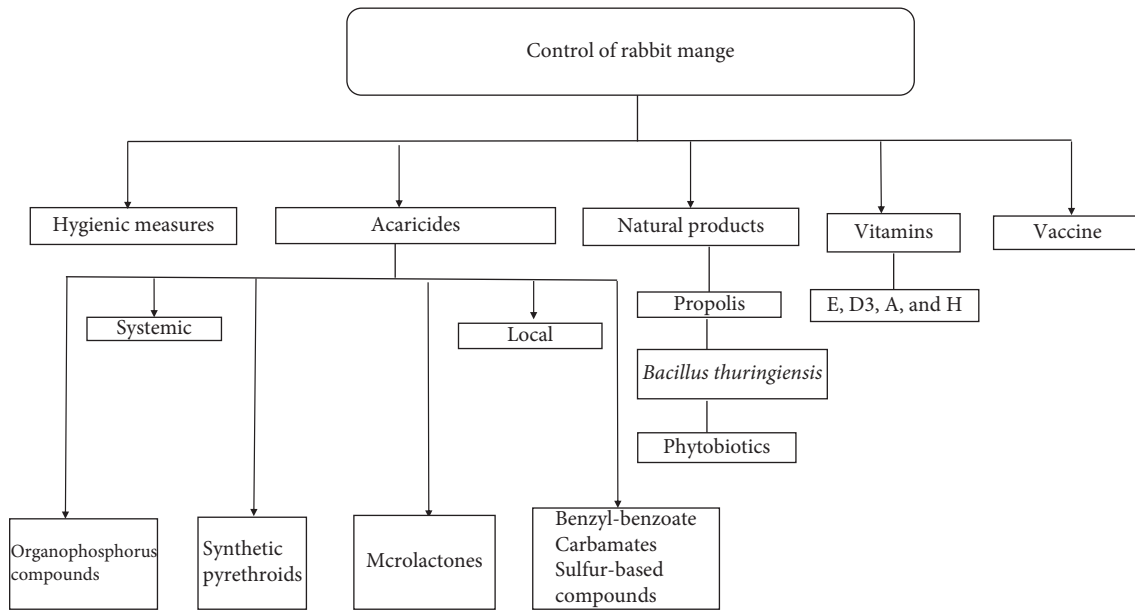 Control of rabbit mange
Hygienic measures
Acaricides
Natural products
Vitamins
Vaccine
Systemic
Local
Propolis
E, D3, A, and H
Bacillus thuringiensis
Phytobiotics
Organophosphorus
compounds
Synthetic
pyrethroids
Mcrolactones
Benzyl-benzoate
Carbamates
Sulfur-based
compounds